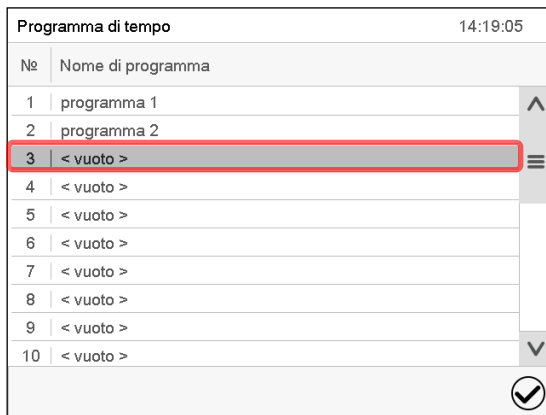 Programma di tempo 14:19:05
№ Nome di programma
1 programma 1
2 programma 2
3 < vuoto >
4 < vuoto >
5 < vuoto >
6 < vuoto >
7 < vuoto >
8 < vuoto >
9 < vuoto >
10 < vuoto >